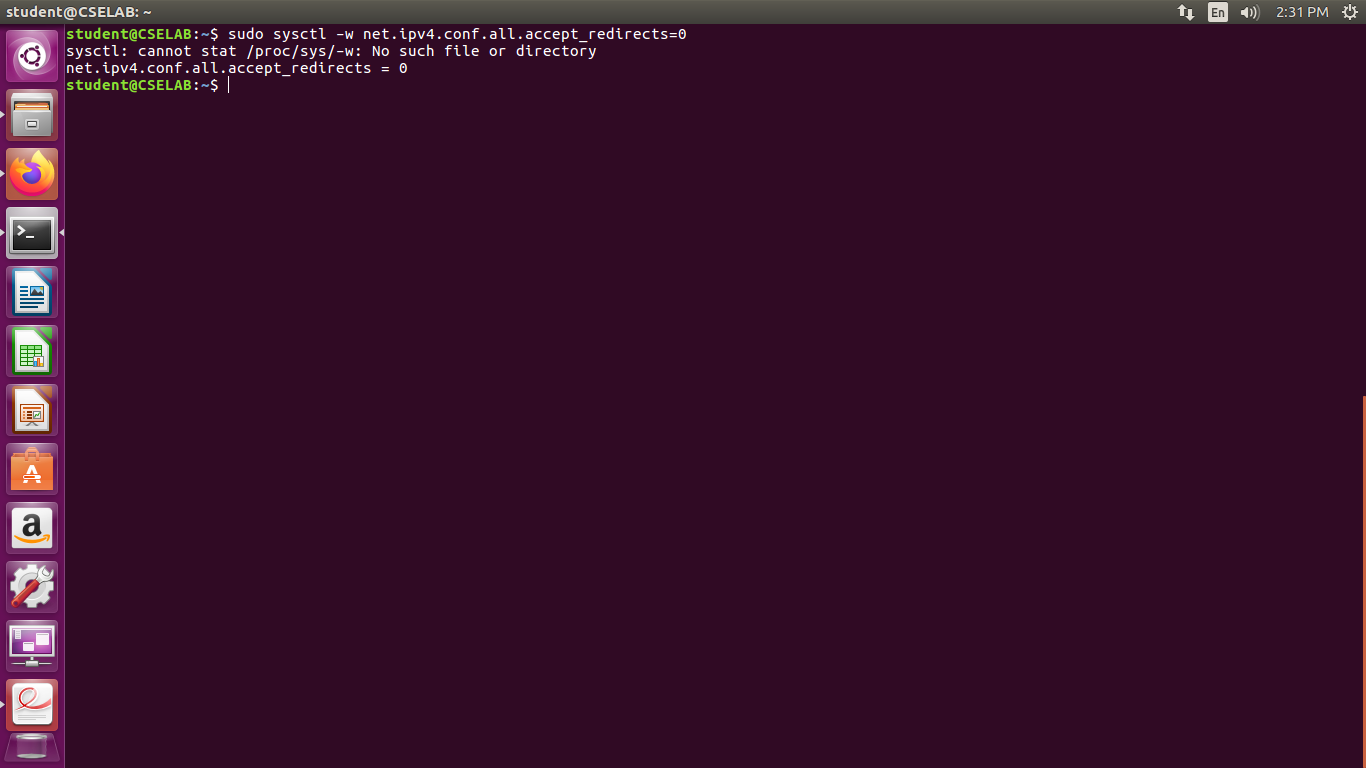 student@CSELAB: ~
En
2:31 PM
student@CSELAB:~$ sudo sysctl –w net.ipv4.conf.all.accept_redirects=0
sysctl: cannot stat /proc/sys/–w: No such file or directory
net.ipv4.conf.all.accept_redirects = 0
student@CSELAB:~$
>_
A
a